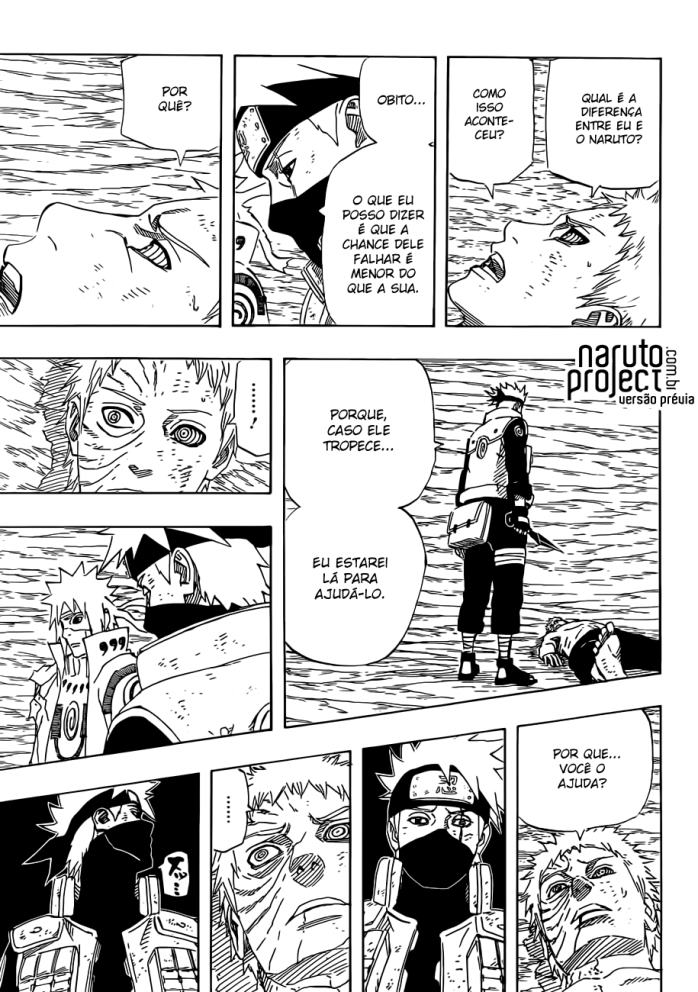 QUAL É A
DIFERENÇA
ENTRE EU E
O NARUTO?
COMO
ISSO
ACONTE-
CEU?
OBITO...
O QUE EU
POSSO DIZER
É QUE A
CHANCE DELE
FALHAR É
MENOR DO
QUE A SUA.
POR
QUÊ?
naruto
project
.com.br
versão prévia
PORQUE,
CASO ELE
TROPECE...
EU ESTAREI
LÁ PARA
AJUDÁ-LO.
.......
POR QUE...
VOCÊ O
AJUDA?
.......